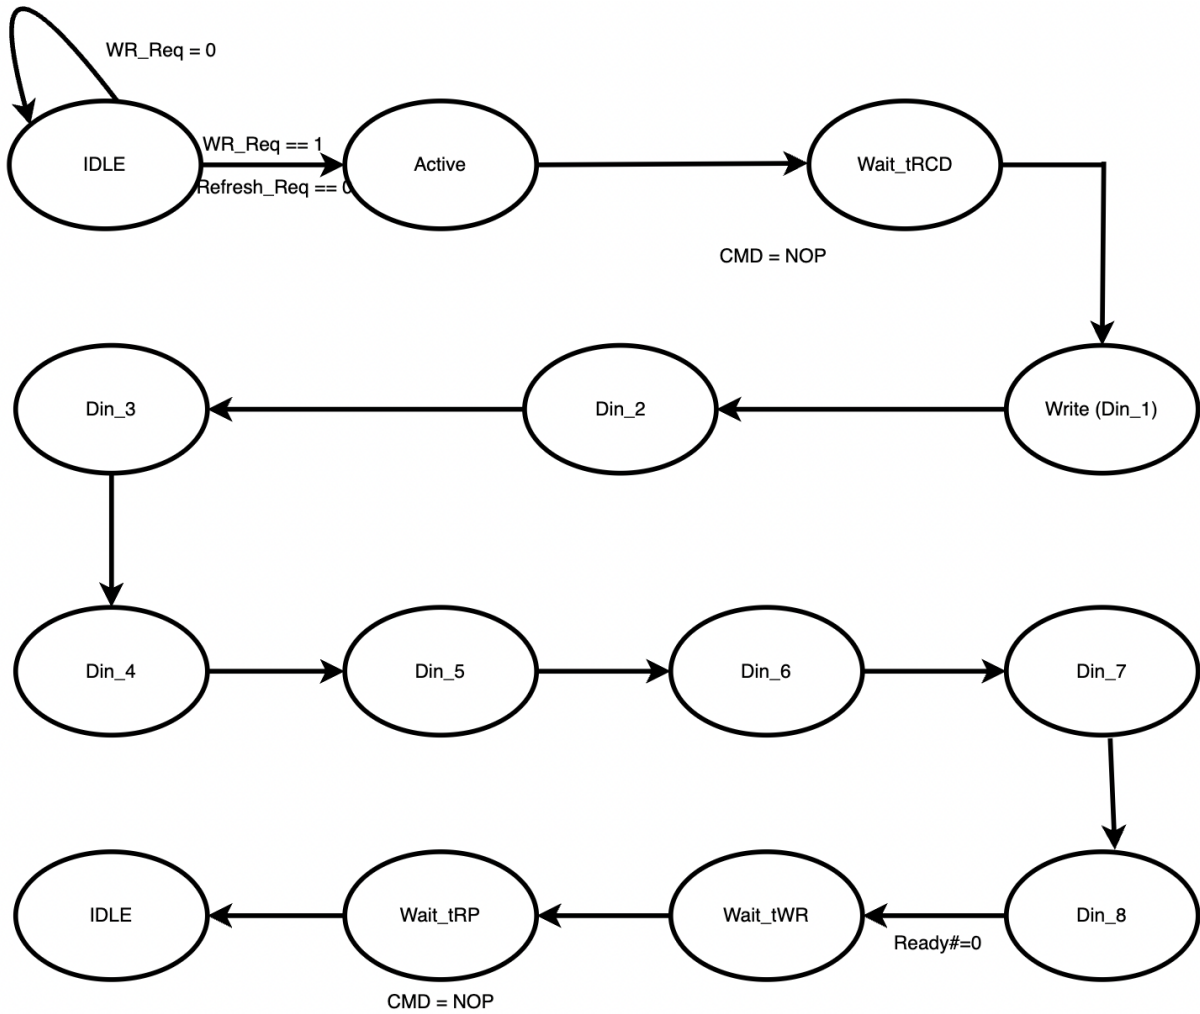 WR_Req = 0
IDLE
WR_Req == 1
Refresh_Req == 0
Active
Wait_tRCD
CMD = NOP
Din_3
Din_2
Write (Din_1)
Din_4
Din_5
Din_6
Din_7
IDLE
Wait_tRP
Wait_tWR
Din_8
Ready#=0
CMD = NOP